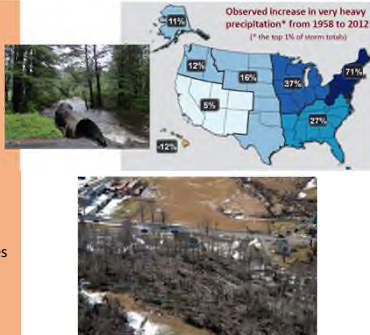 Observed increase in very heavy
precipitation* from 1958 to 2012
(* the top 1% of storm totals)
11%
12%
16%
37%
71%
5%
27%
-12%
es